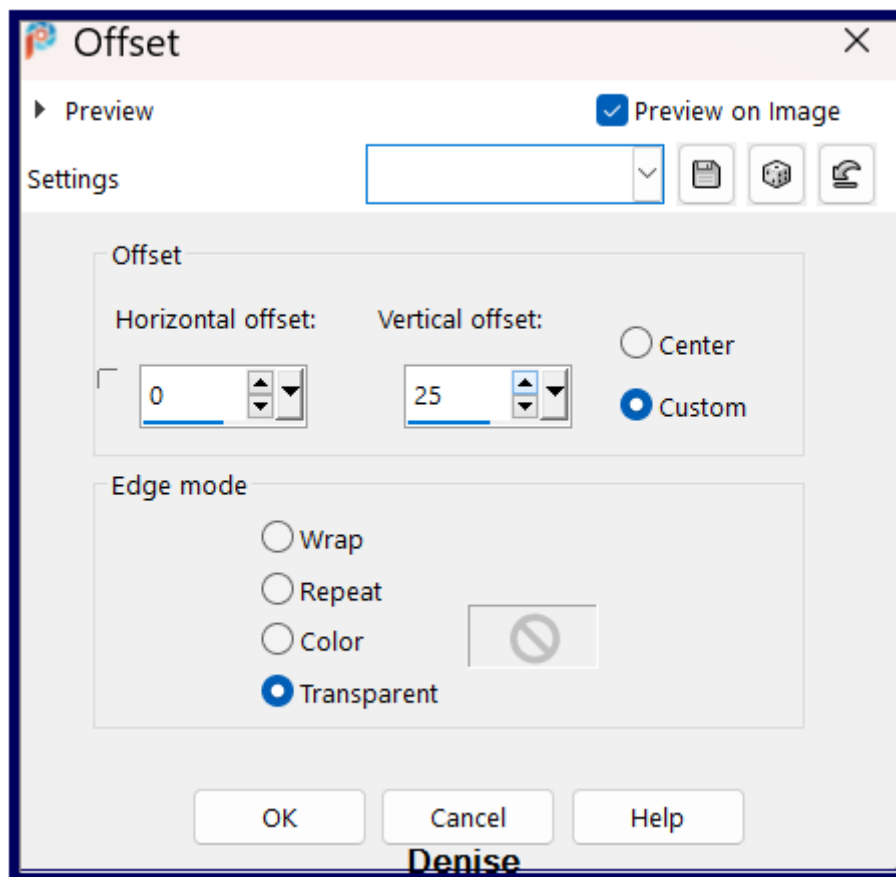 Offset
Preview
Preview on Image
Settings
Offset
Horizontal offset:
Vertical offset:
Center
0
25
Custom
Edge mode
Wrap
Repeat
Color
Transparent
OK
Cancel
Help
Denise